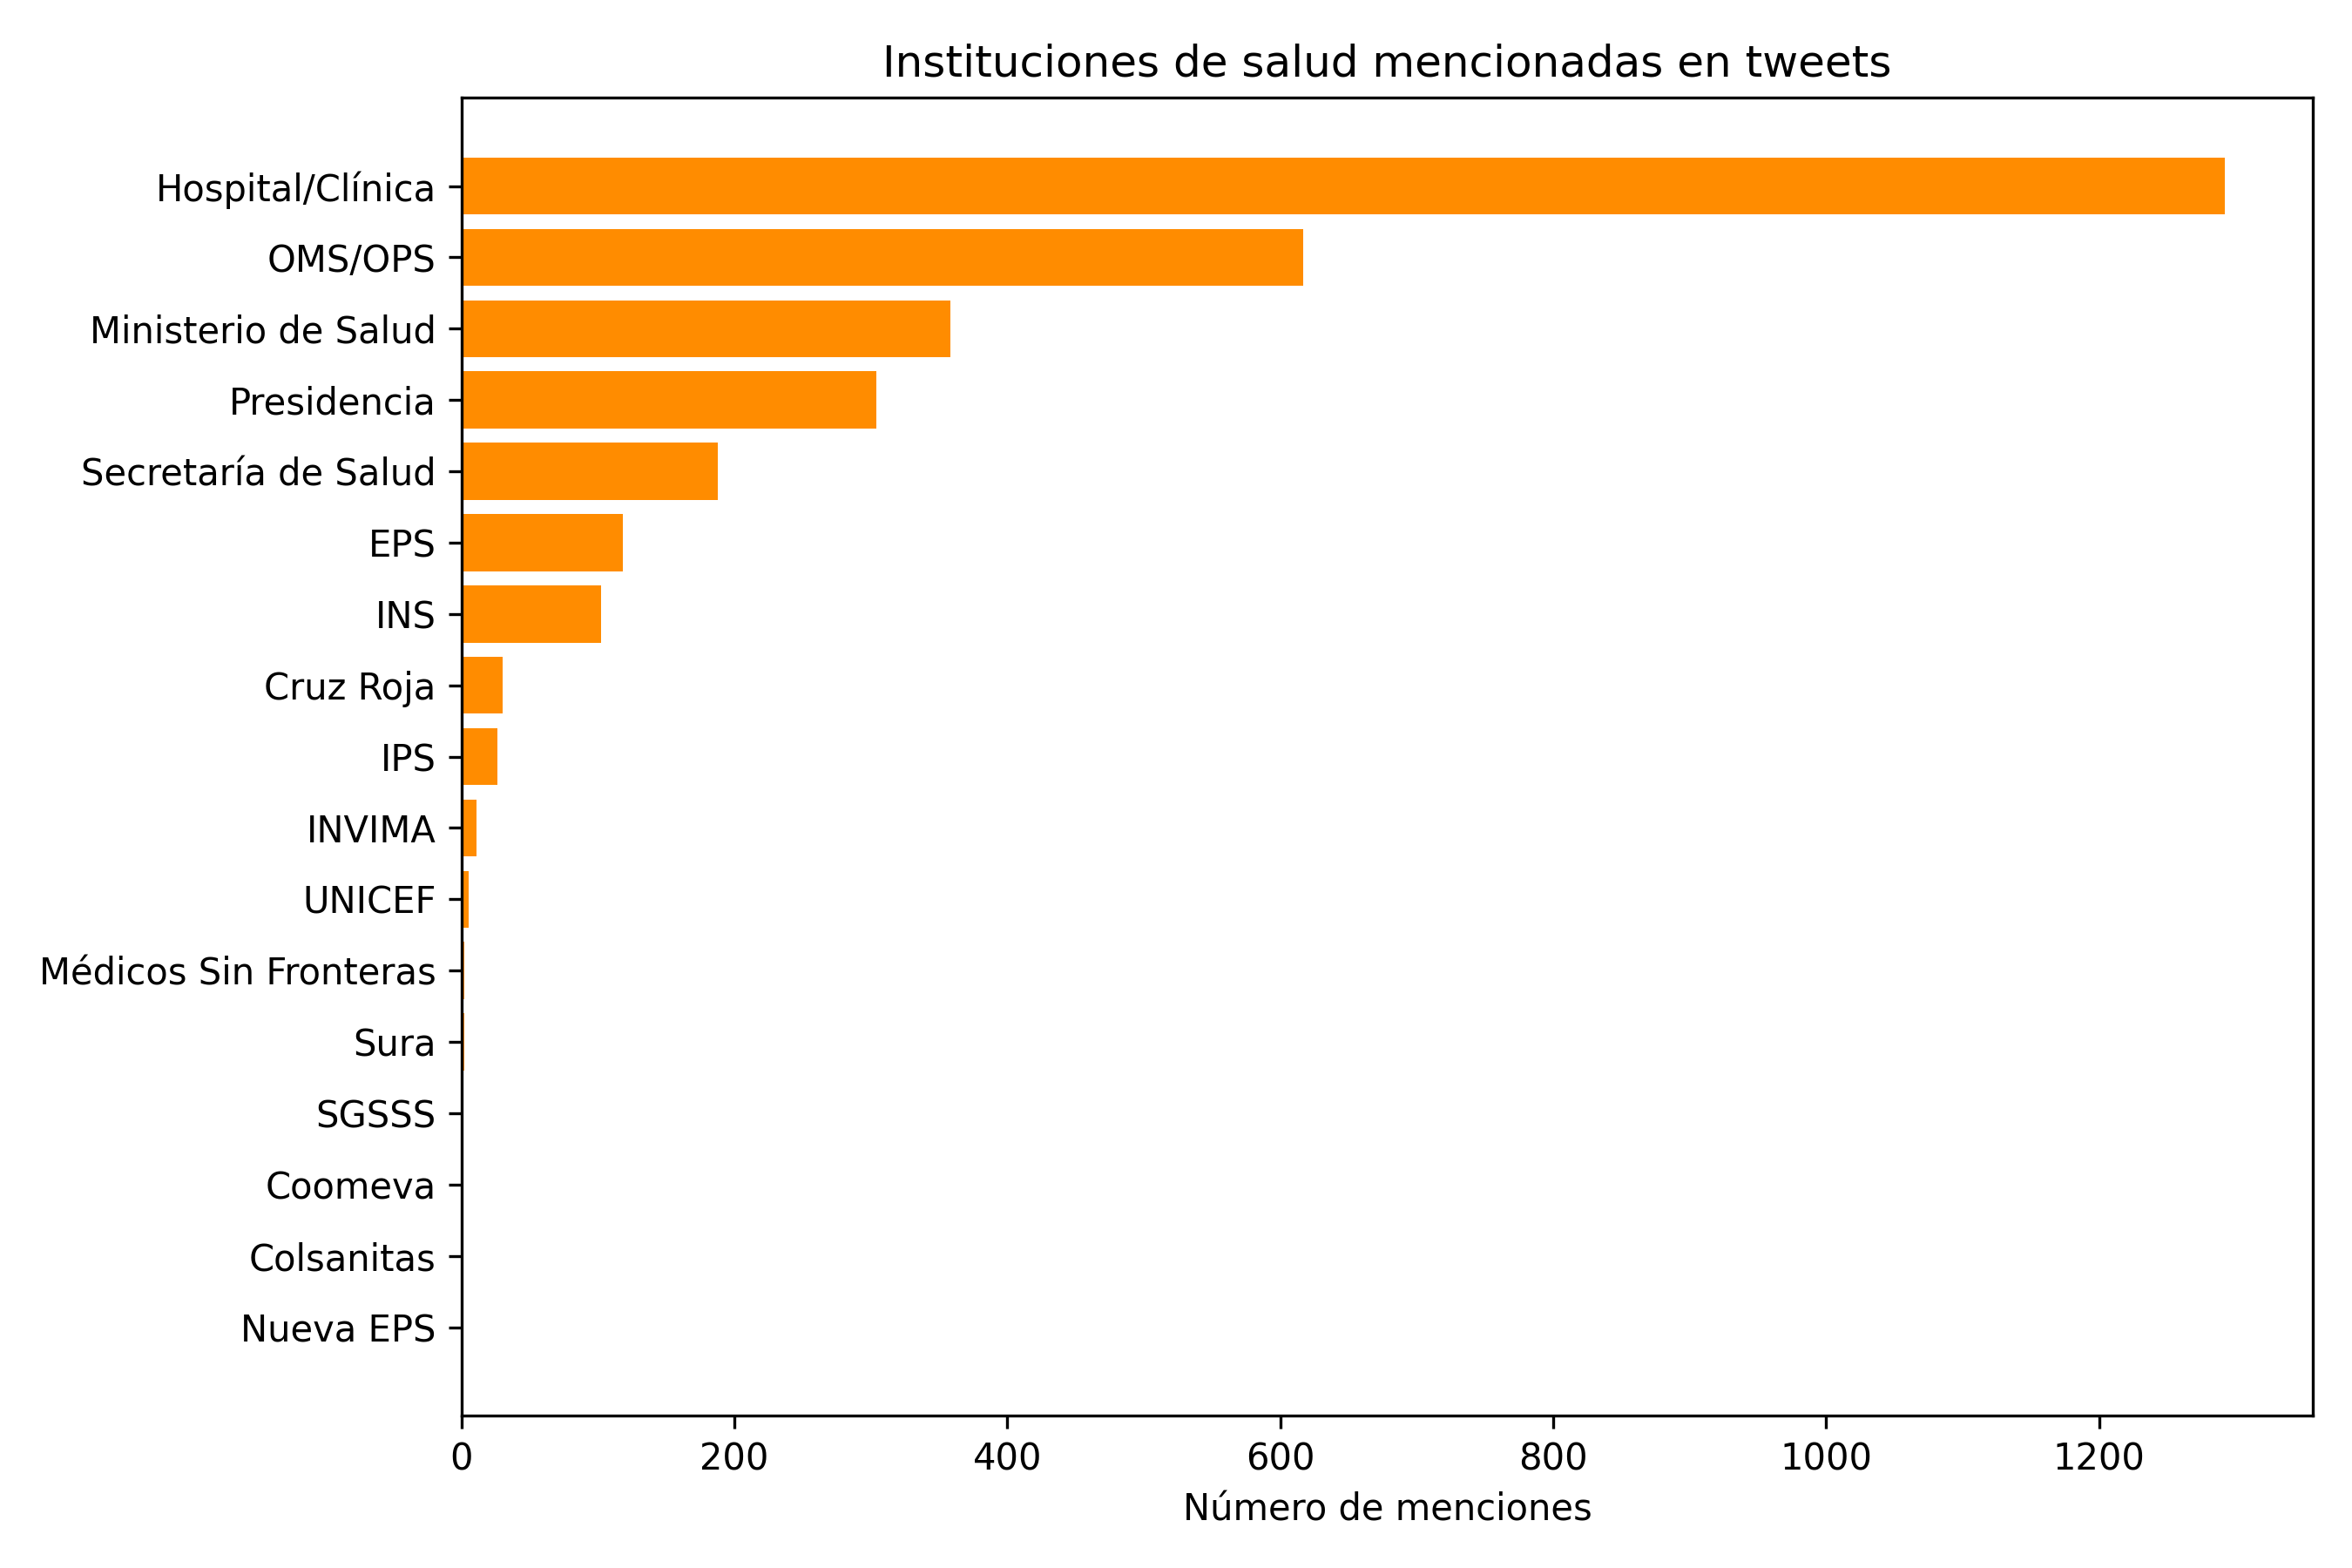 Instituciones de salud mencionadas en tweets
Hospital/Clínica
OMS/OPS
Ministerio de Salud
Presidencia
Secretaría de Salud
EPS
INS
Cruz Roja
IPS
INVIMA
UNICEF
Médicos Sin Fronteras
Sura
SGSSS
Coomeva
Colsanitas
Nueva EPS
0 200 400 600 800 1000 1200
Número de menciones